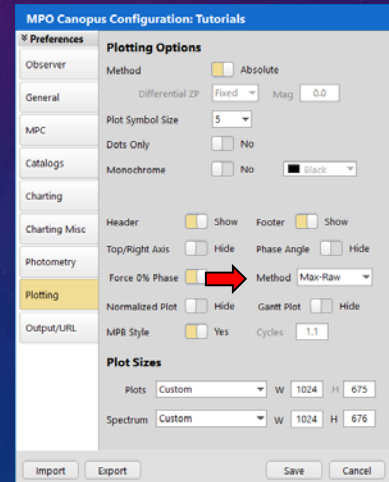 MPO Canopus Configuration: Tutorials
Preferences
Observer
General
MPC
Catalogs
Charting
Charting Misc
Photometry
Plotting
Output/URL
Plotting Options
Method Absolute
Differential ZP Fixed Mag 0.0
Plot Symbol Size 5
Dots Only No
Monochrome No Black
Header Show Footer Show
Top/Right Axis Hide Phase Angle Hide
Force 0% Phase Method Max-Raw
Normalized Plot Hide Gantt Plot Hide
MPB Style Yes Cycles 1.1
Plot Sizes
Plots Custom W 1024 H 675
Spectrum Custom W 1024 H 676
Import Export Save Cancel